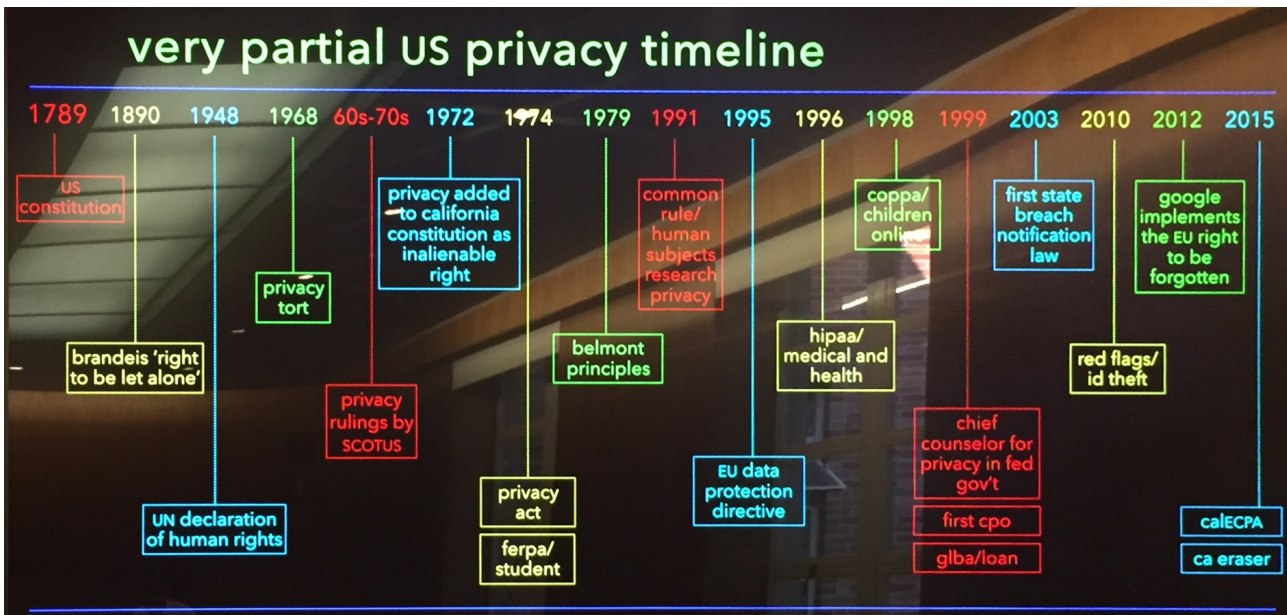 very partial US privacy timeline
1789 1890 1948 1968 60s-70s 1972 1974 1979 1991 1995 1996 1998 1999 2003 2010 2012 2015
US
constitution
brandeis ‘right
to be let alone’
UN declaration
of human rights
privacy
tort
privacy
rulings by
SCOTUS
privacy added
to california
constitution as
inalienable
right
privacy
act
ferpa/
student
belmont
principles
common
rule/
human
subjects
research
privacy
EU data
protection
directive
hipaa/
medical and
health
coppa/
children
online
chief
counselor for
privacy in fed
gov't
first cpo
glba/loan
first state
breach
notification
law
red flags/
id theft
google
implements
the EU right
to be
forgotten
calECPA
ca eraser